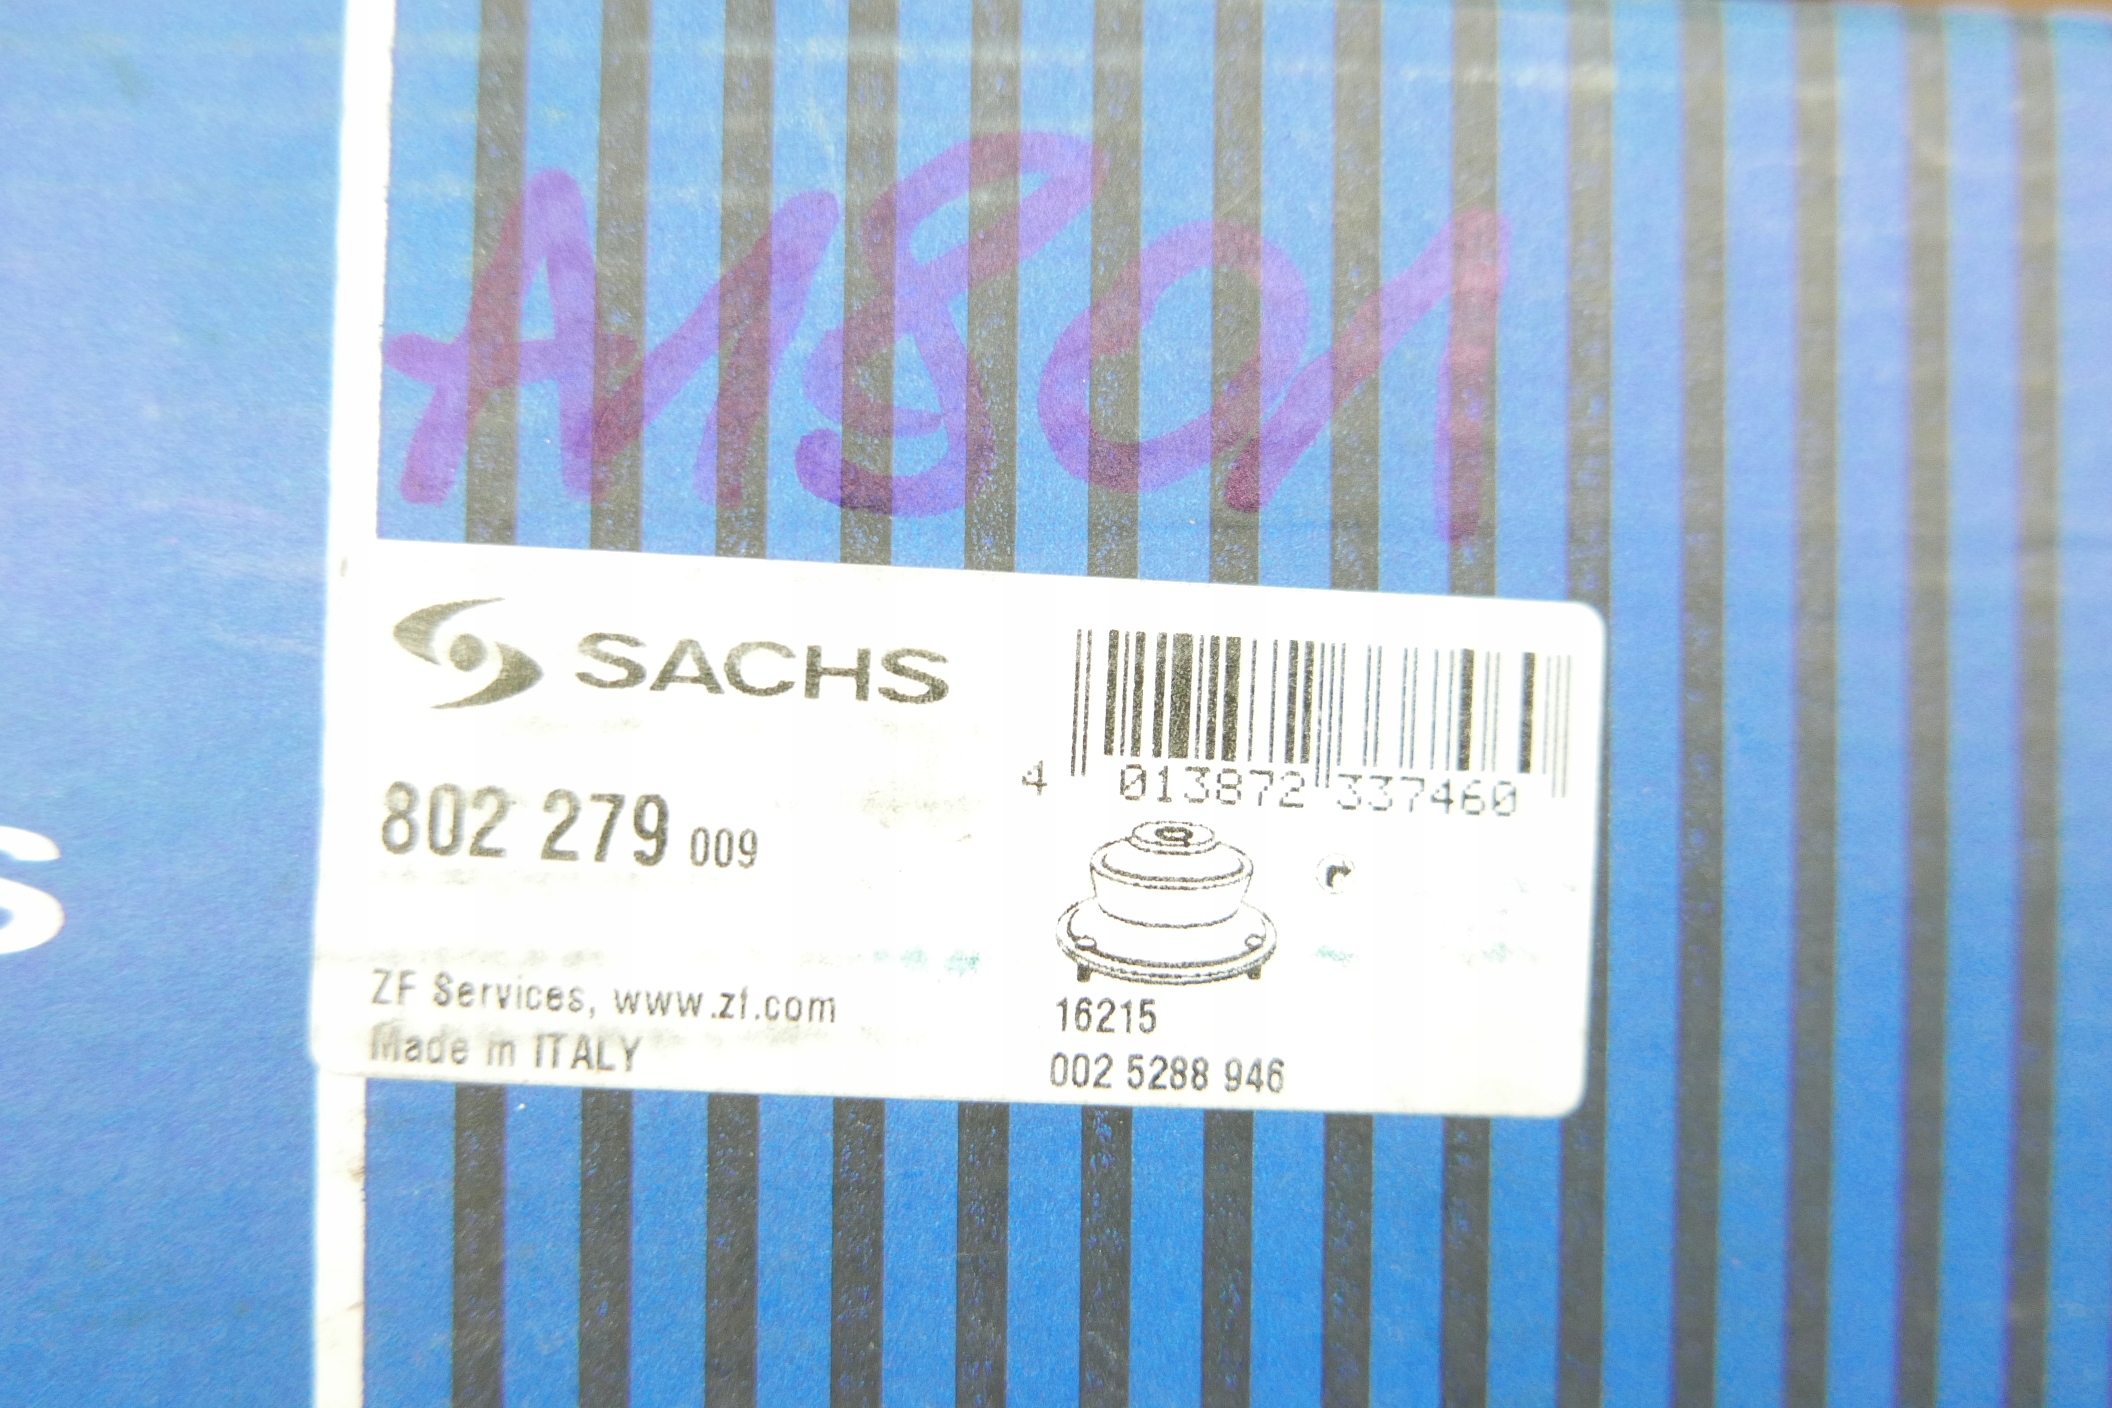 A1801
SACHS
4 013872 337460
802 279 009
ZF Services, www.zf.com
Made in ITALY
16215
002 5288 946
S